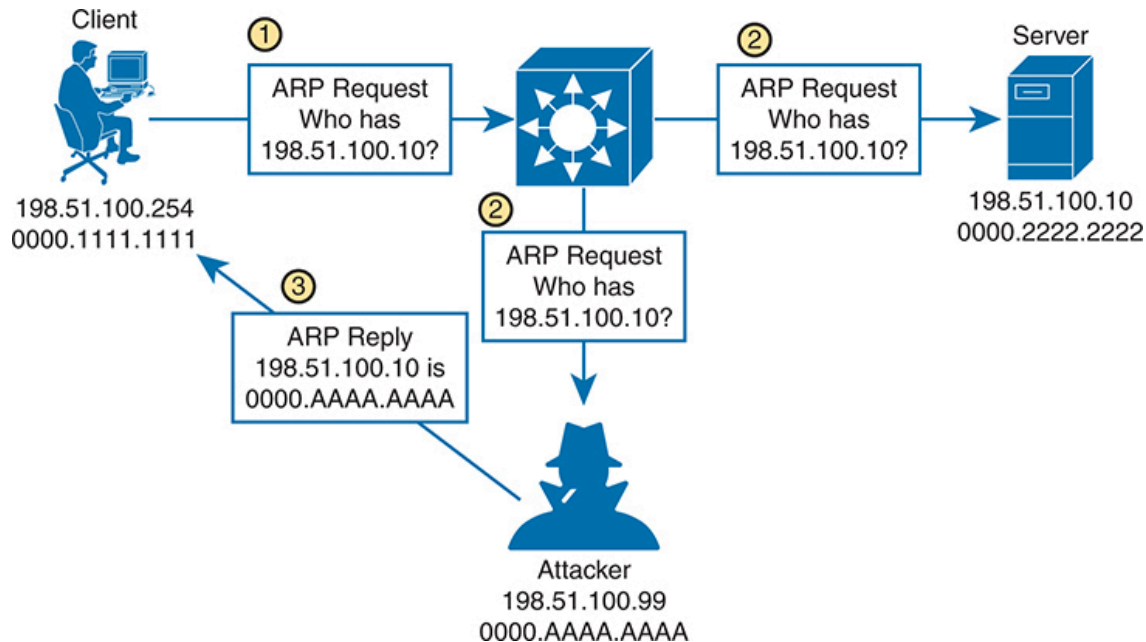 Client
1
ARP Request
Who has
198.51.100.10?
2
ARP Request
Who has
198.51.100.10?
Server
198.51.100.254
0000.1111.1111
198.51.100.10
0000.2222.2222
2
ARP Request
Who has
198.51.100.10?
3
ARP Reply
198.51.100.10 is
0000.AAAA.AAAA
Attacker
198.51.100.99
0000.AAAA.AAAA